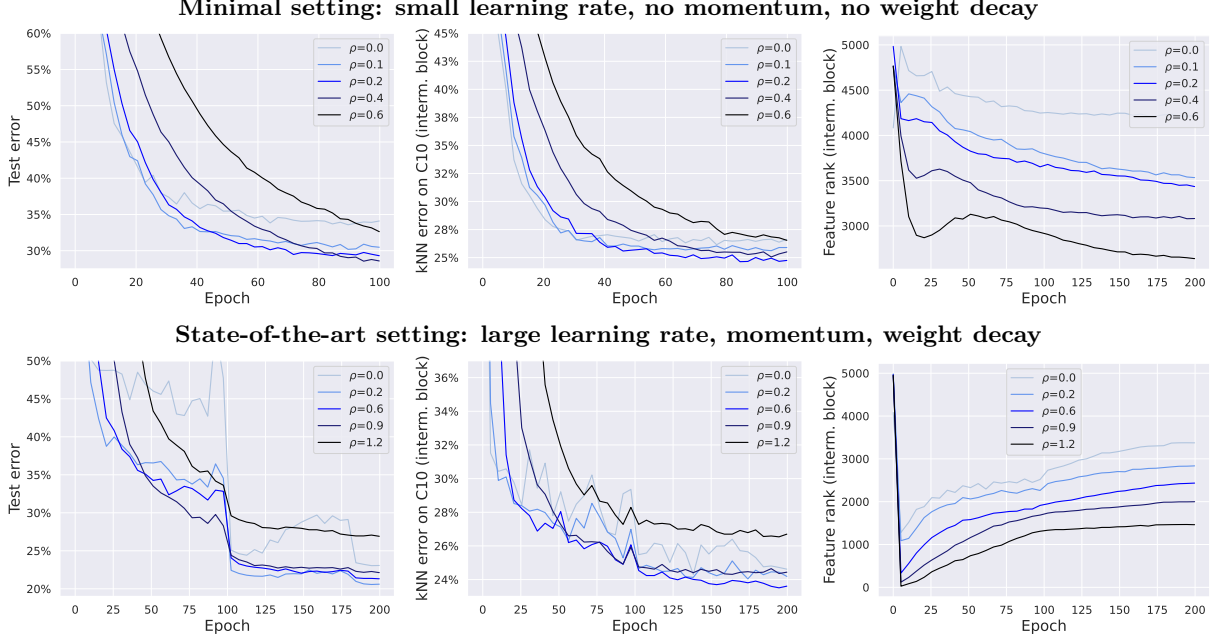 Minimal setting: small learning rate, no momentum, no weight decay
Test error
60%
55%
50%
45%
40%
35%
30%
0 20 40 60 80 100
Epoch
ρ=0.0
ρ=0.1
ρ=0.2
ρ=0.4
ρ=0.6
kNN error on C10 (interm. block)
45%
43%
40%
38%
35%
32%
30%
28%
25%
0 20 40 60 80 100
Epoch
ρ=0.0
ρ=0.1
ρ=0.2
ρ=0.4
ρ=0.6
Feature rank (interm. block)
5000
4500
4000
3500
3000
0 25 50 75 100 125 150 175 200
Epoch
ρ=0.0
ρ=0.1
ρ=0.2
ρ=0.4
ρ=0.6
State-of-the-art setting: large learning rate, momentum, weight decay
Test error
50%
45%
40%
35%
30%
25%
20%
0 25 50 75 100 125 150 175 200
Epoch
ρ=0.0
ρ=0.2
ρ=0.6
ρ=0.9
ρ=1.2
kNN error on C10 (interm. block)
36%
34%
32%
30%
28%
26%
24%
0 25 50 75 100 125 150 175 200
Epoch
ρ=0.0
ρ=0.2
ρ=0.6
ρ=0.9
ρ=1.2
Feature rank (interm. block)
5000
4000
3000
2000
1000
0
0 25 50 75 100 125 150 175 200
Epoch
ρ=0.0
ρ=0.2
ρ=0.6
ρ=0.9
ρ=1.2